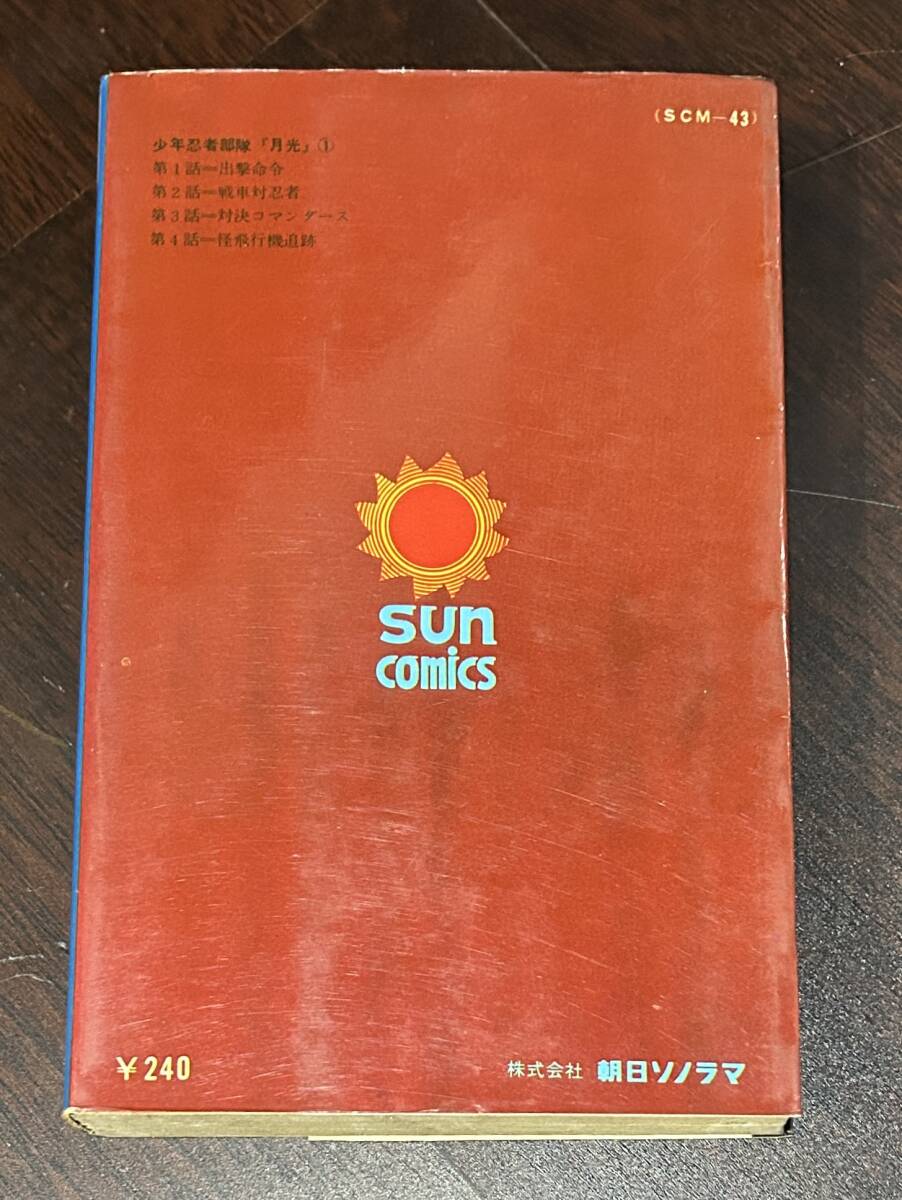 (SCM—43)
少年忍者部隊『月光』①
第1話＝出撃命令
第2話＝戦車対忍者
第3話＝対決コマンダース
第4話＝怪飛行機追跡
sun
comics
¥240
株式会社 朝日ソノラマ